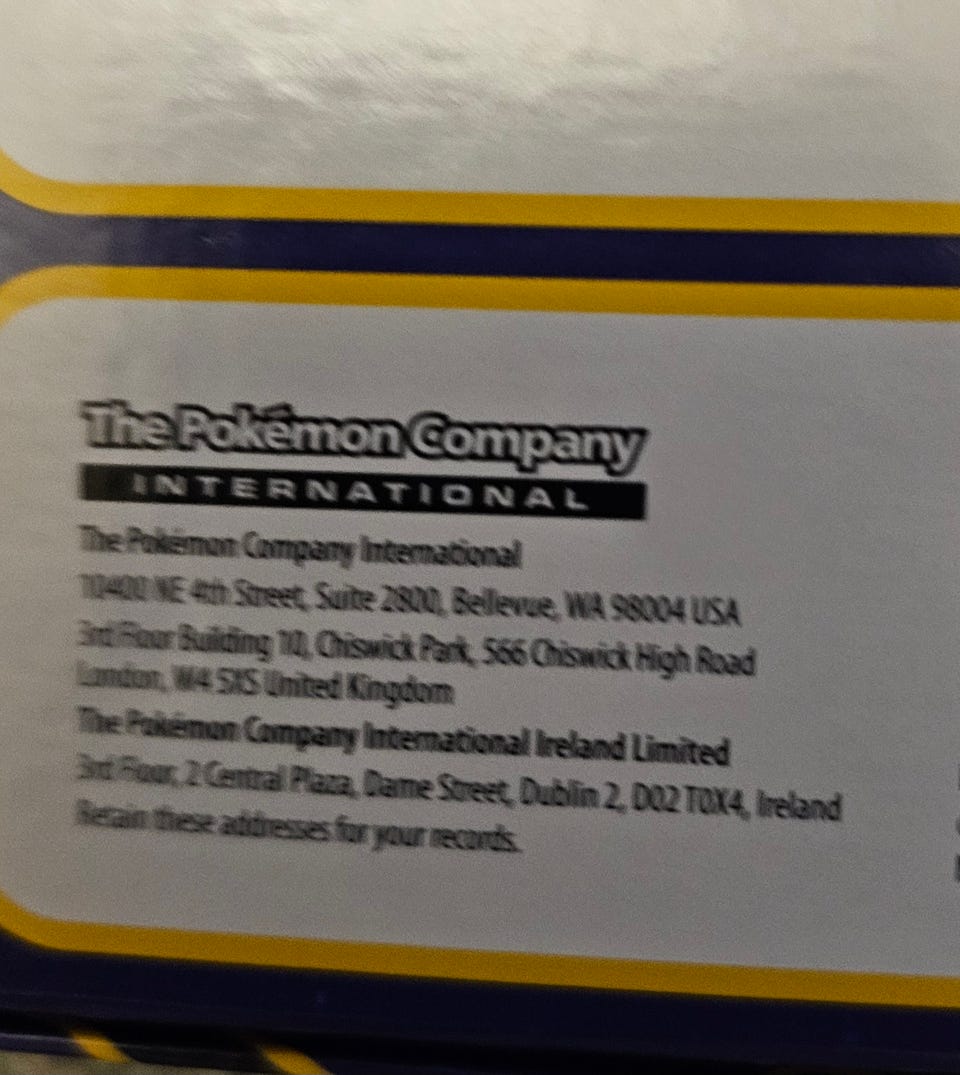 The Pokémon Company
INTERNATIONAL
The Pokémon Company International
10400 NE 4th Street, Suite 2800, Bellevue, WA 98004 USA
3rd Floor Building 10, Chiswick Park, 566 Chiswick High Road
London, W4 5XS United Kingdom
The Pokémon Company International Ireland Limited
3rd Floor, 2 Central Plaza, Dame Street, Dublin 2, D02 T0X4, Ireland
Retain these addresses for your records.